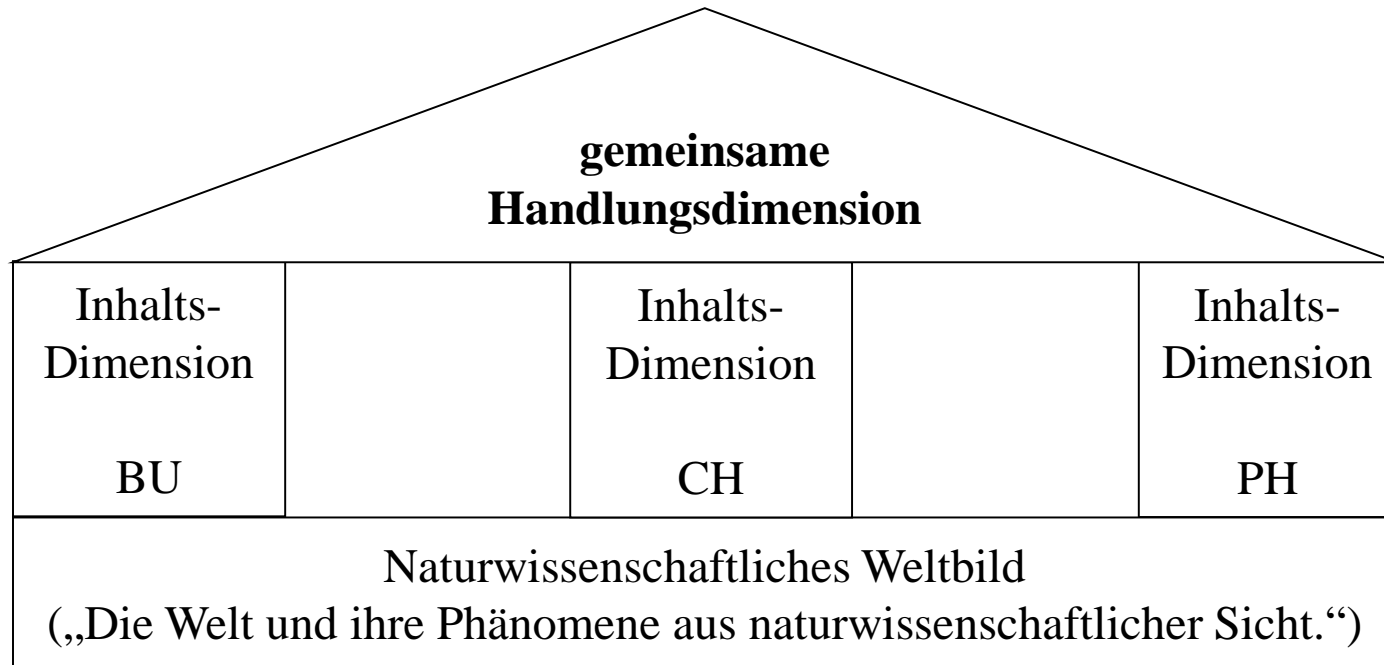 gemeinsame
Handlungsdimension
Inhalts-
Dimension
BU
Inhalts-
Dimension
CH
Inhalts-
Dimension
PH
Naturwissenschaftliches Weltbild
(„Die Welt und ihre Phänomene aus naturwissenschaftlicher Sicht.“)